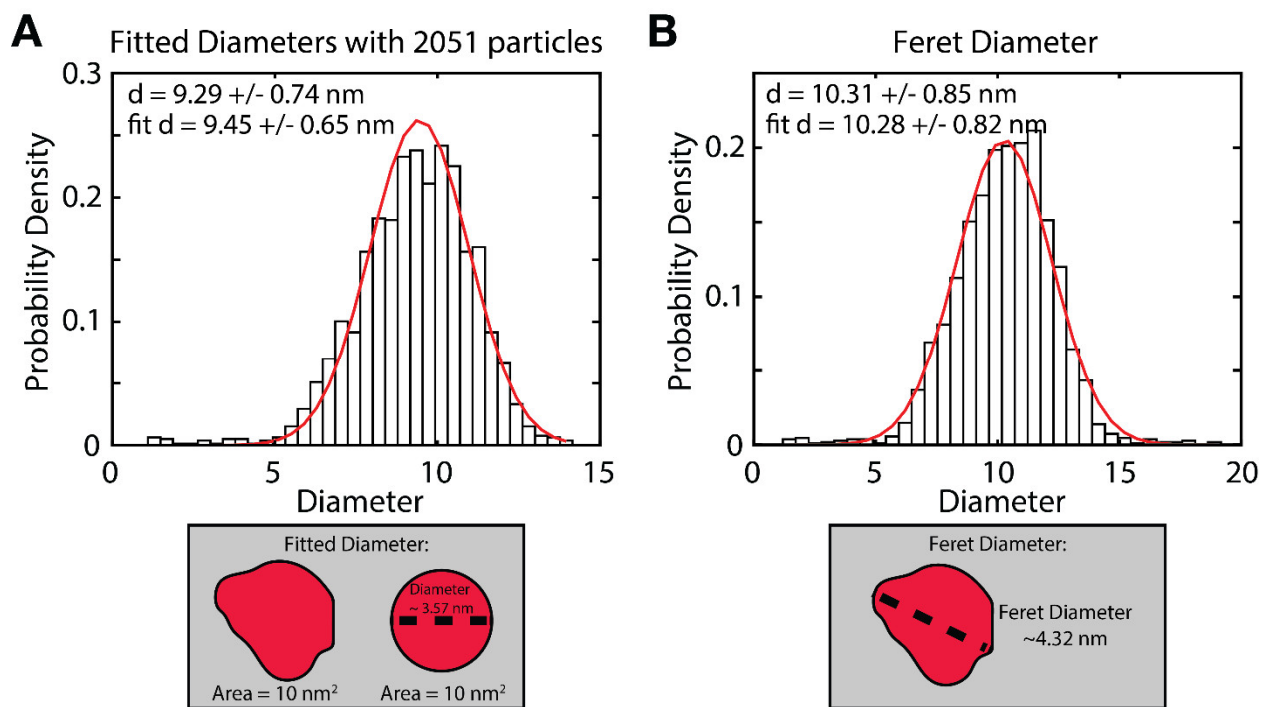 A
Fitted Diameters with 2051 particles
d = 9.29 +/- 0.74 nm
fit d = 9.45 +/- 0.65 nm
Probability Density
0.3
0.2
0.1
0
0 5 10 15
Diameter
Fitted Diameter:
Diameter
~ 3.57 nm
Area = 10 nm²
Area = 10 nm²
B
Feret Diameter
d = 10.31 +/- 0.85 nm
fit d = 10.28 +/- 0.82 nm
Probability Density
0.2
0.1
0
0 5 10 15 20
Diameter
Feret Diameter:
Feret Diameter
~4.32 nm